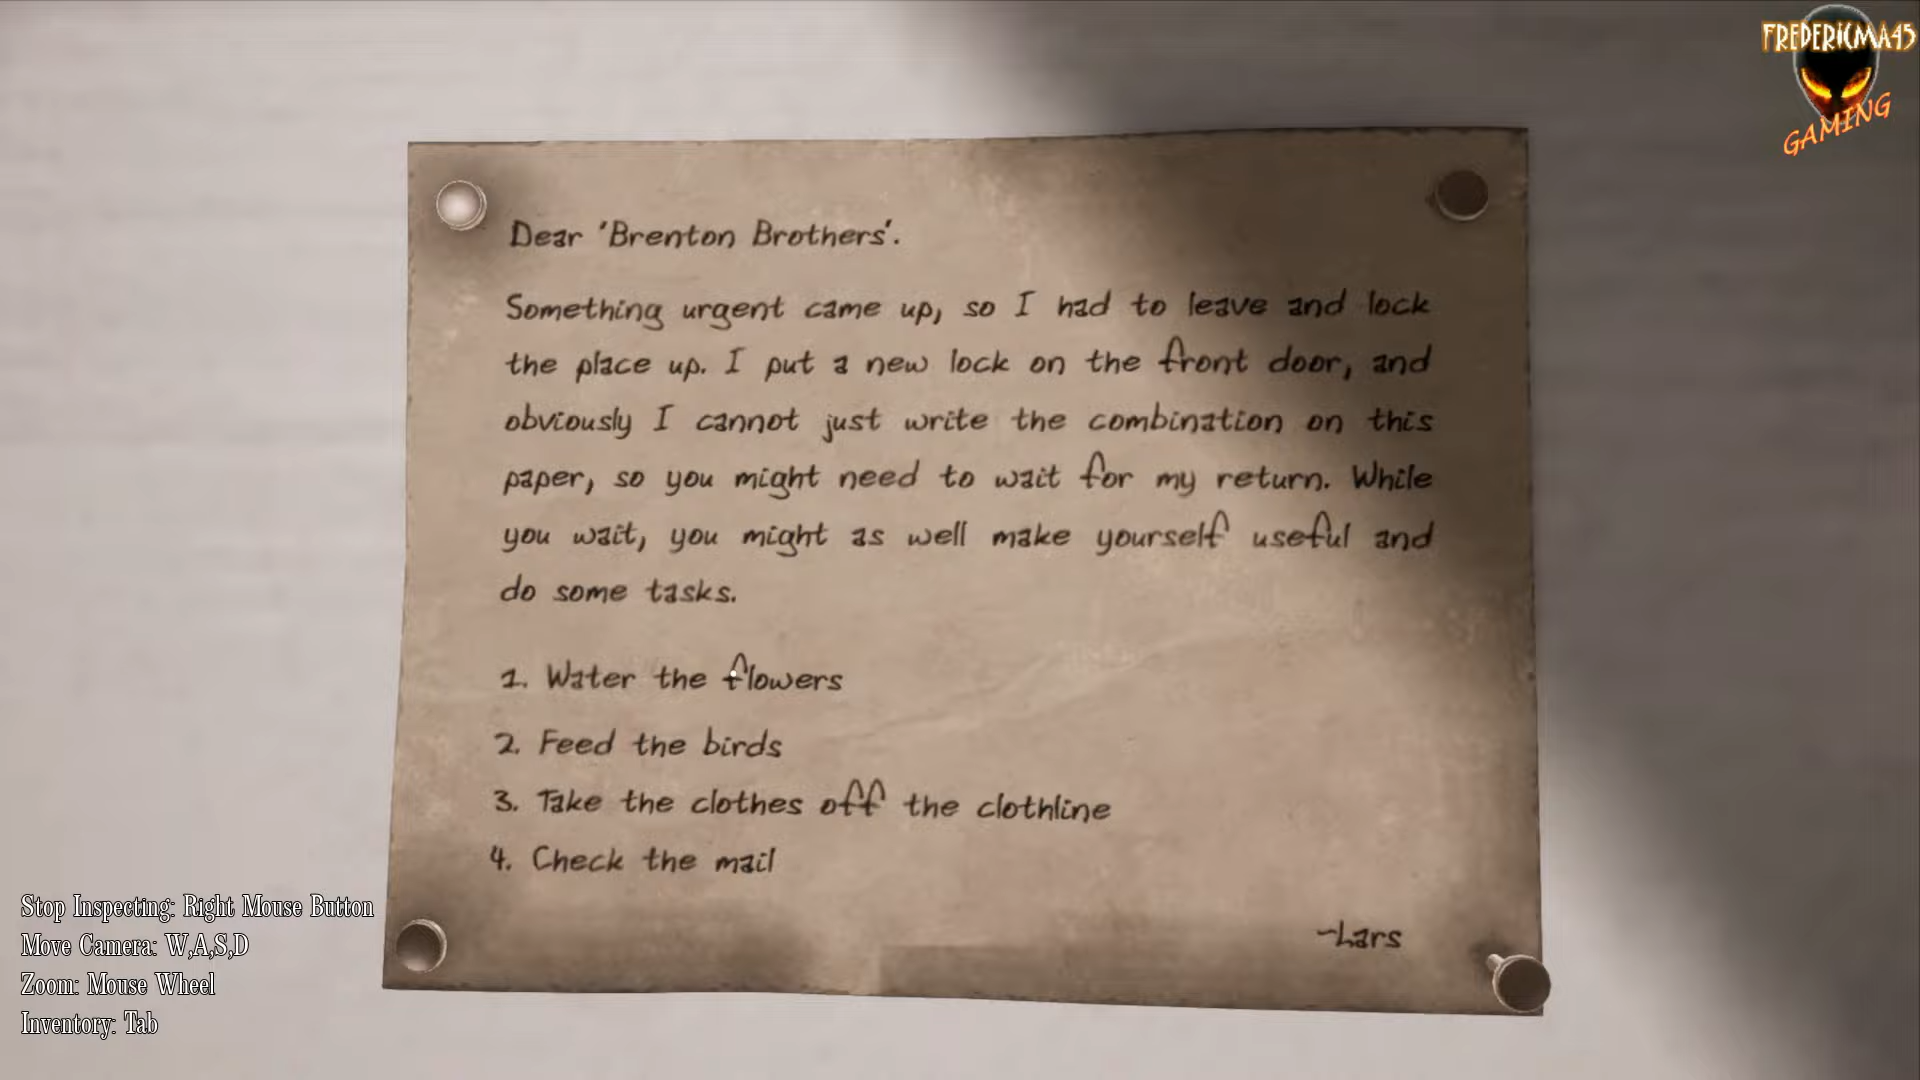 FREDERICMA45
GAMING
Dear 'Brenton Brothers'.
Something urgent came up, so I had to leave and lock
the place up. I put a new lock on the front door, and
obviously I cannot just write the combination on this
paper, so you might need to wait for my return. While
you wait, you might as well make yourself useful and
do some tasks.
1. Water the flowers
2. Feed the birds
3. Take the clothes off the clothline
4. Check the mail
~Lars
Stop Inspecting: Right Mouse Button
Move Camera: W,A,S,D
Zoom: Mouse Wheel
Inventory: Tab